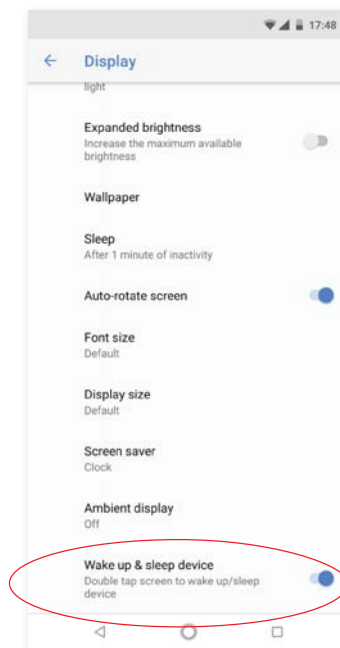 17:48
Display
light
Expanded brightness
Increase the maximum available
brightness
Wallpaper
Sleep
After 1 minute of inactivity
Auto-rotate screen
Font size
Default
Display size
Default
Screen saver
Clock
Ambient display
Off
Wake up & sleep device
Double tap screen to wake up/sleep
device